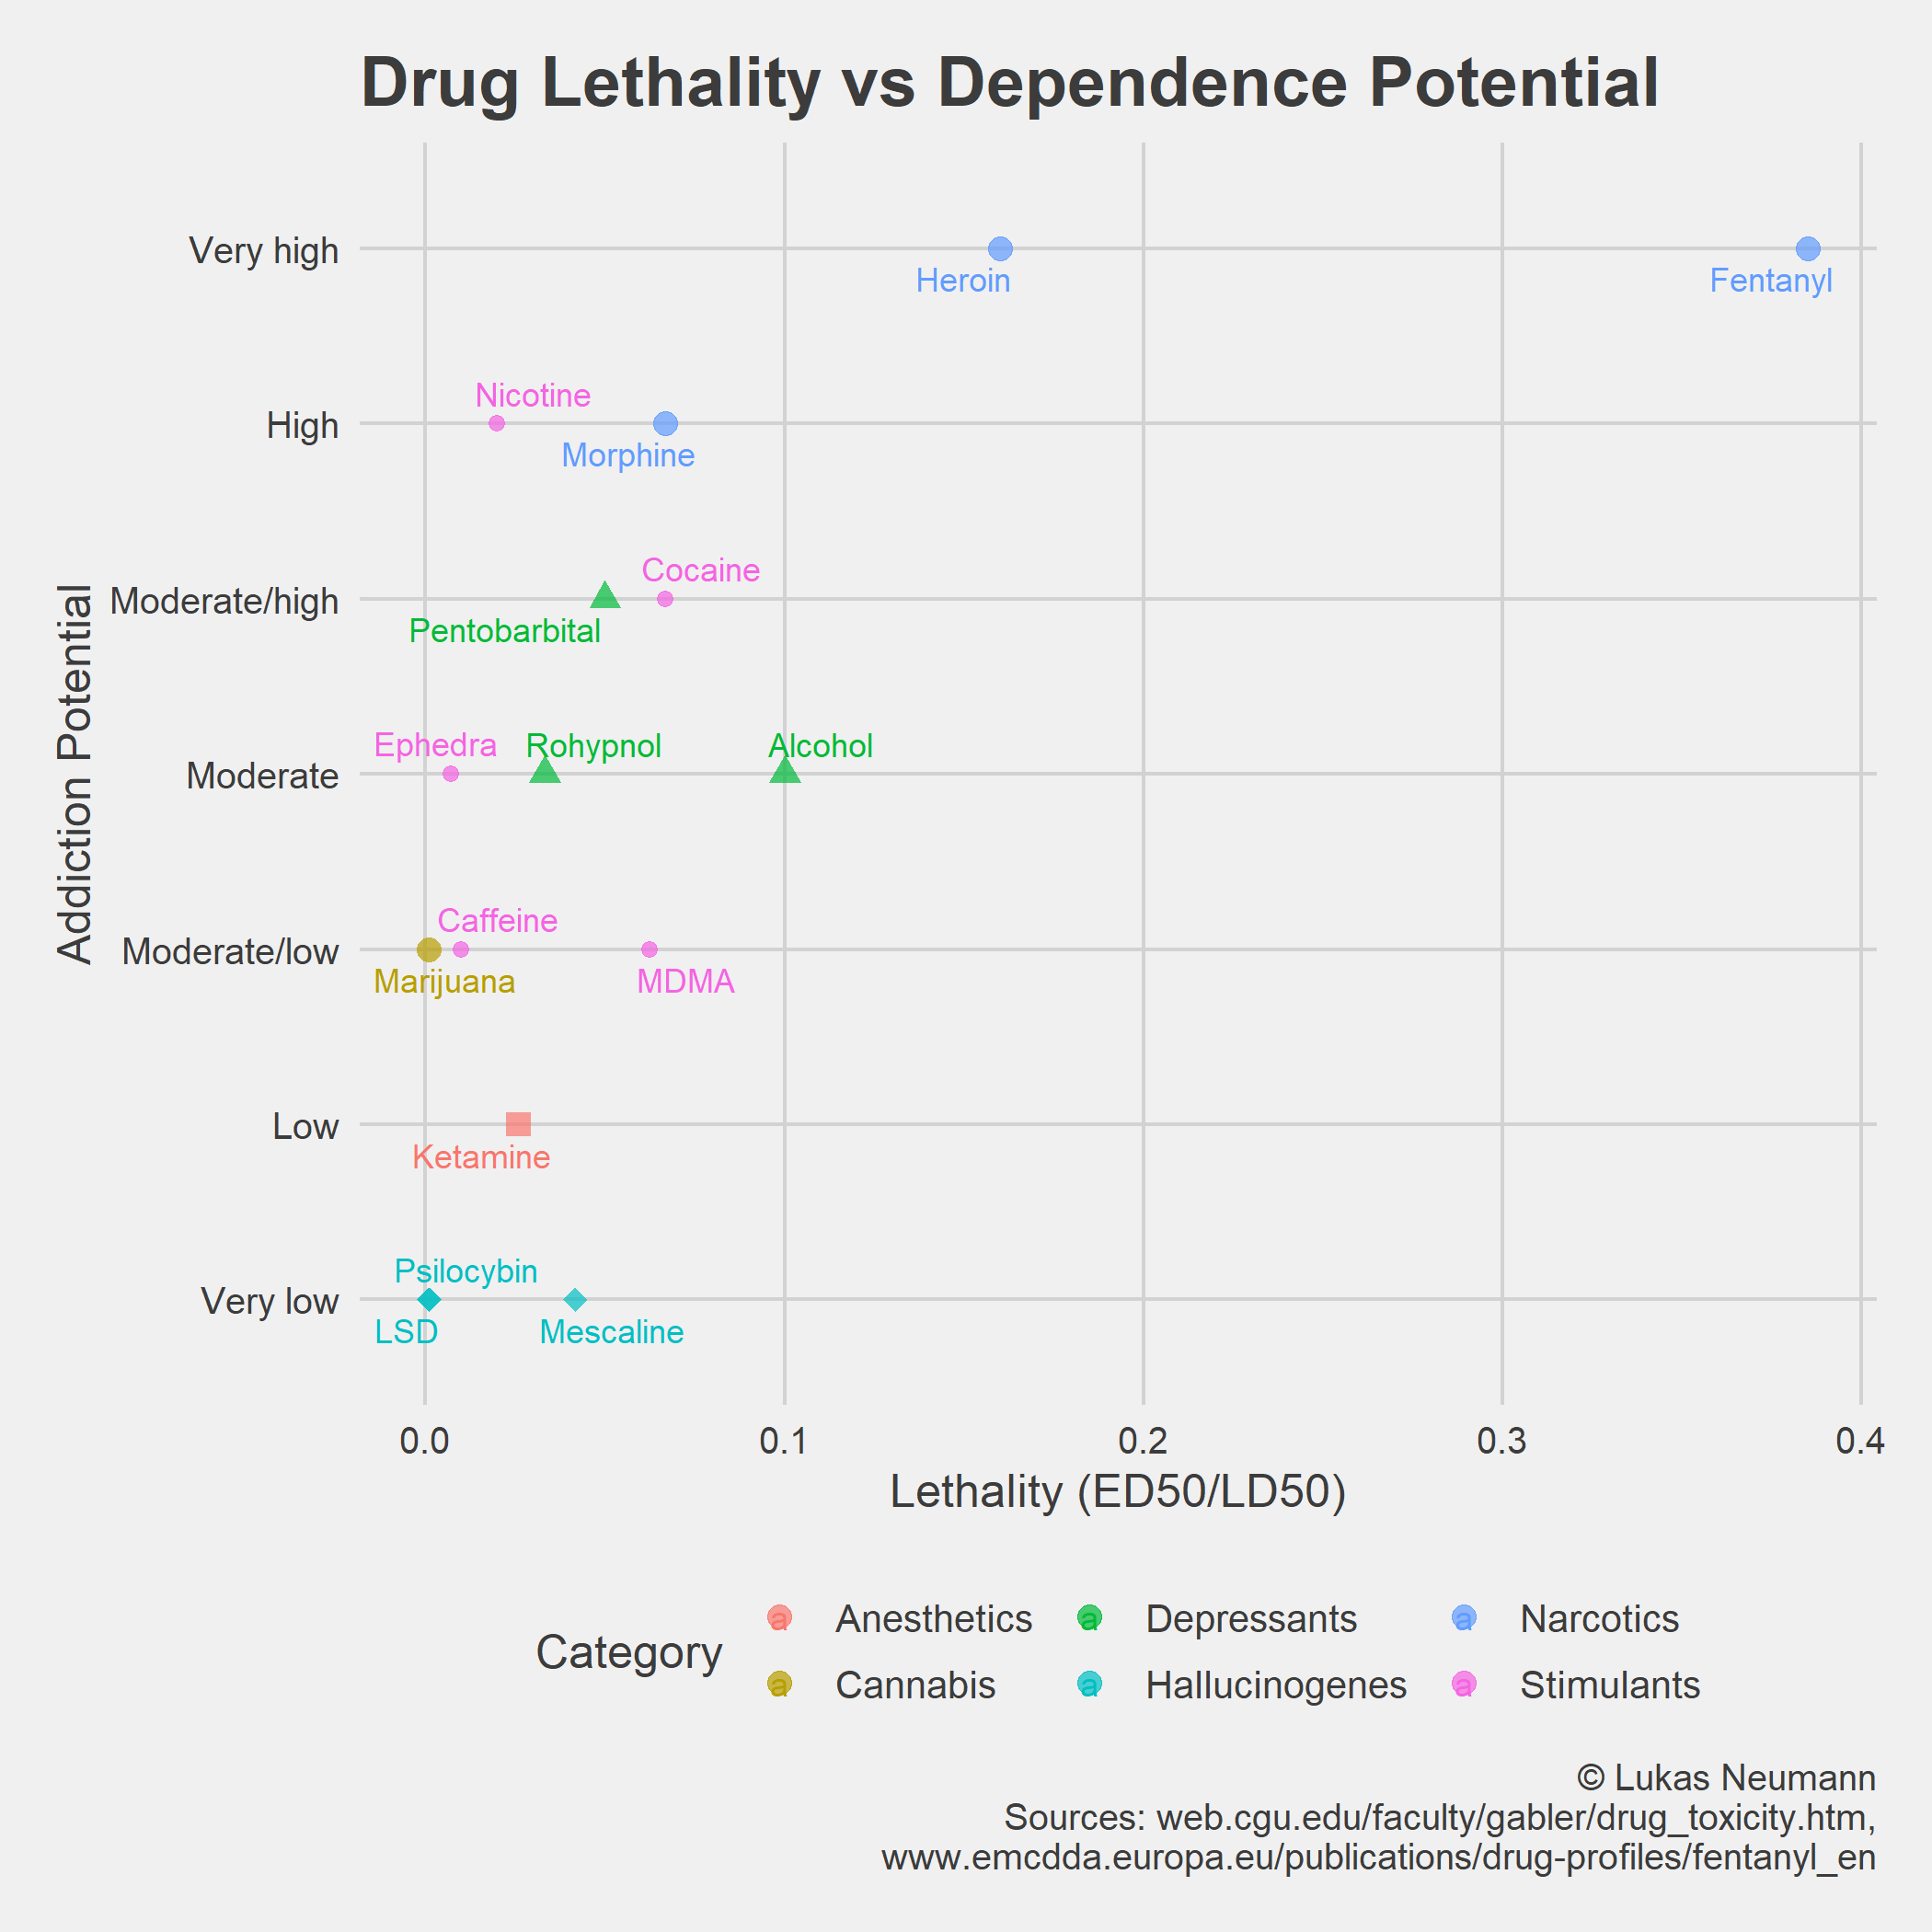 Drug Lethality vs Dependence Potential
Very high
Heroin
Fentanyl
Nicotine
High
Morphine
Cocaine
Moderate/high
Pentobarbital
Ephedra
Rohypnol
Alcohol
Moderate
Caffeine
Moderate/low
Marijuana
MDMA
Low
Ketamine
Psilocybin
Very low
LSD
Mescaline
Addiction Potential
0.0 0.1 0.2 0.3 0.4
Lethality (ED50/LD50)
Category
a Anesthetics a Depressants a Narcotics
a Cannabis a Hallucinogenes a Stimulants
© Lukas Neumann
Sources: web.cgu.edu/faculty/gabler/drug_toxicity.htm,
www.emcdda.europa.eu/publications/drug-profiles/fentanyl_en